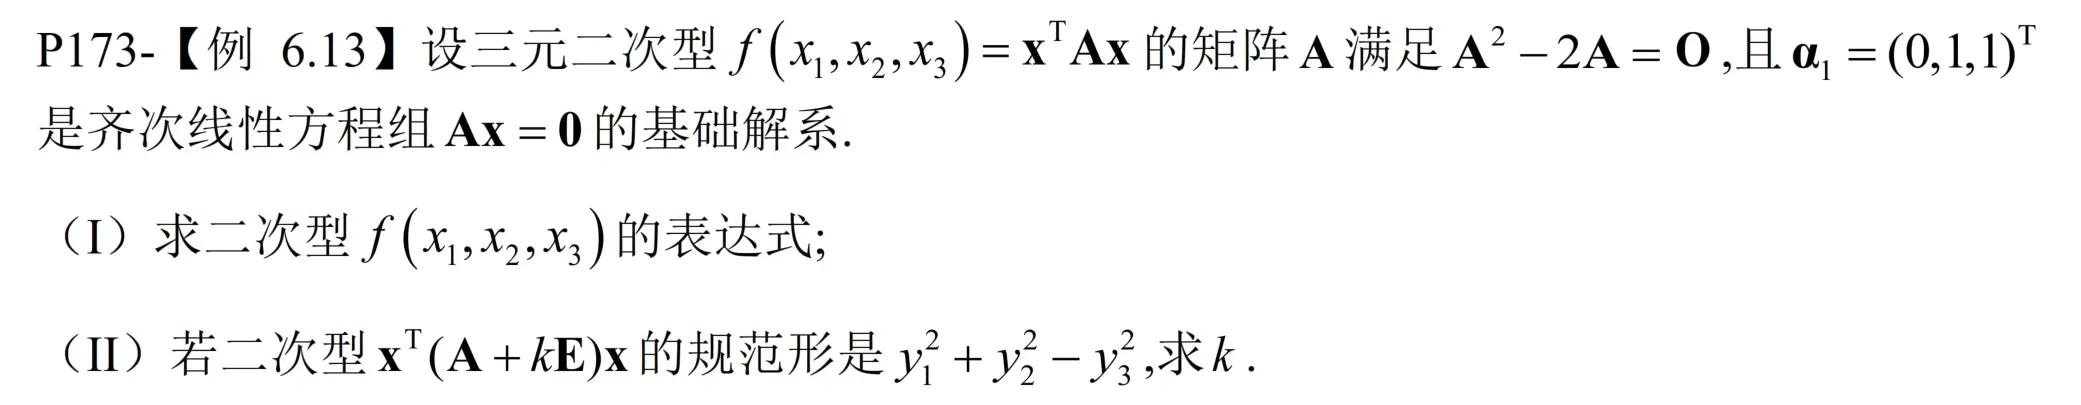 P173-【例 6.13】设三元二次型 f(x₁,x₂,x₃)=xᵀAx 的矩阵 A 满足 A²−2A=O,且 α₁=(0,1,1)ᵀ
是齐次线性方程组 Ax=0 的基础解系.
（I）求二次型 f(x₁,x₂,x₃) 的表达式;
（II）若二次型 xᵀ(A+kE)x 的规范形是 y₁²+y₂²−y₃²,求 k.